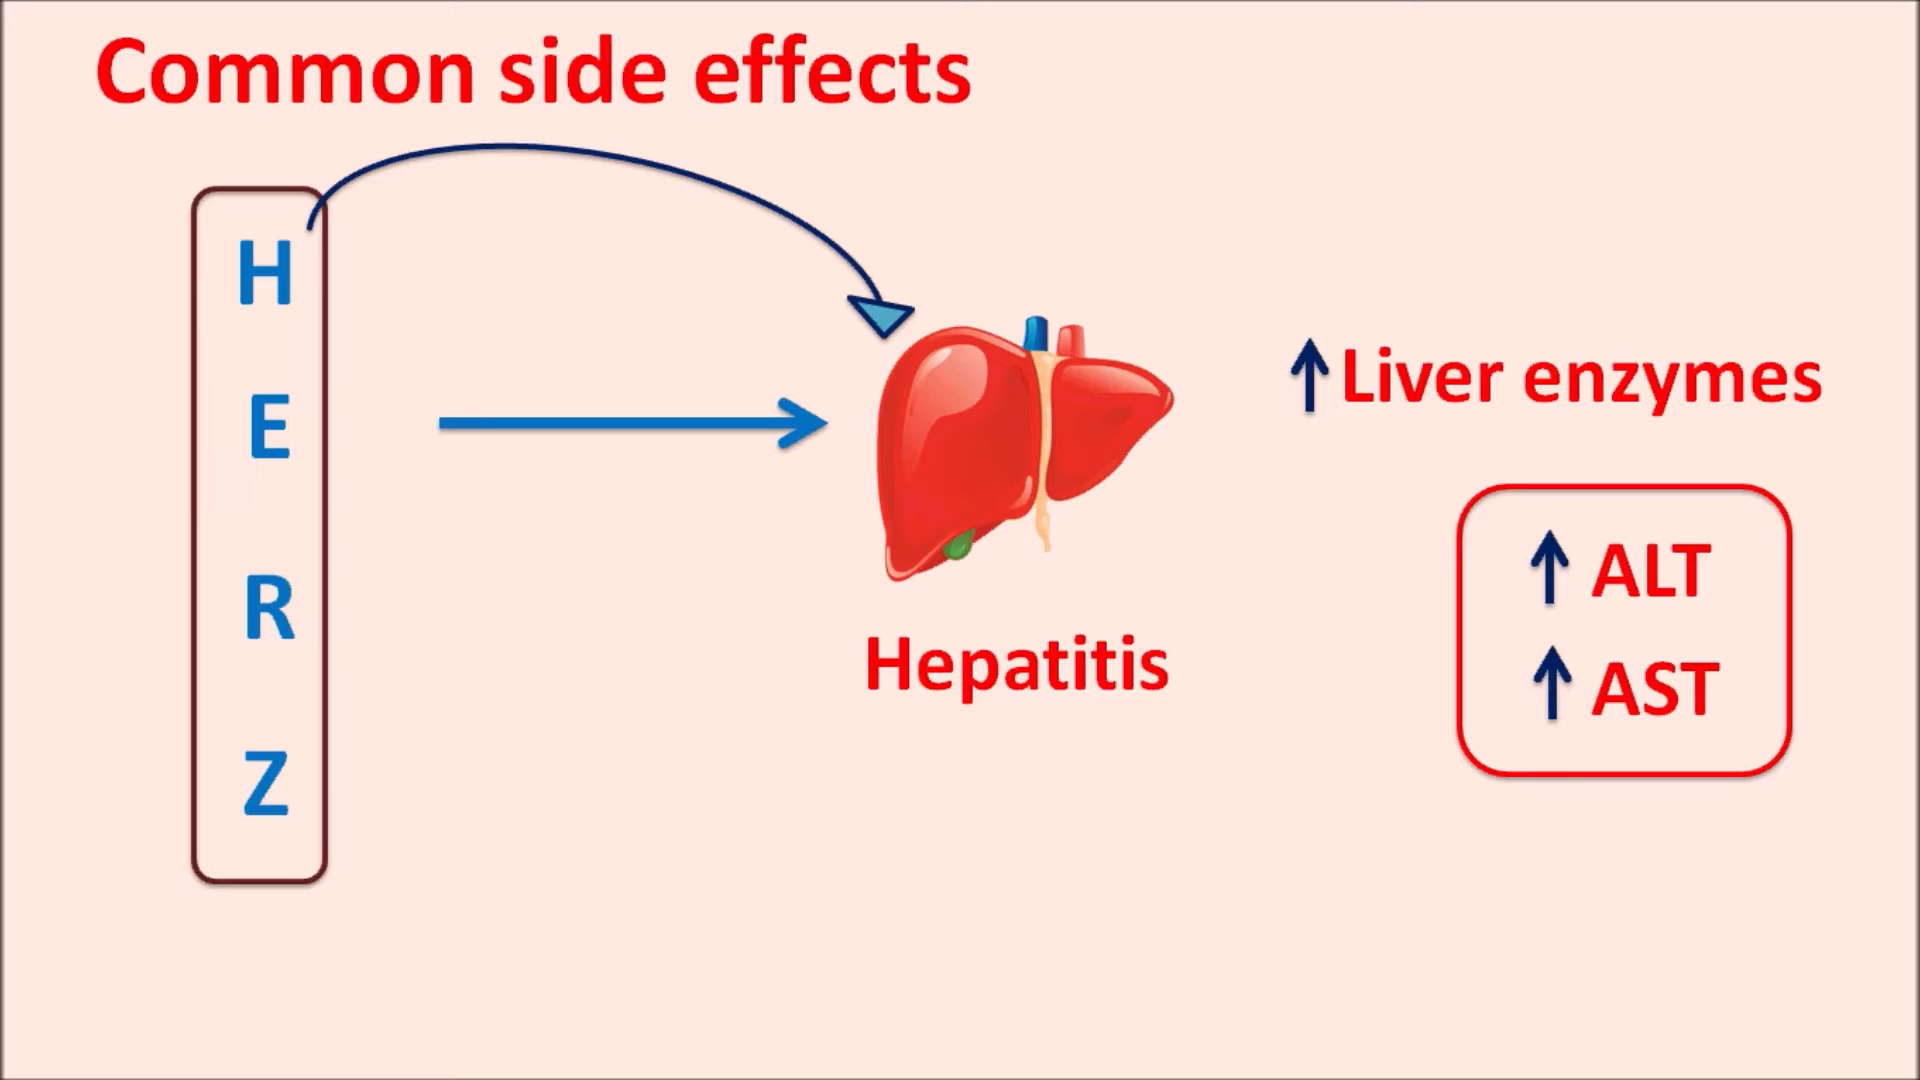 Common side effects
H
E
R
Z
Hepatitis
Liver enzymes
ALT
AST